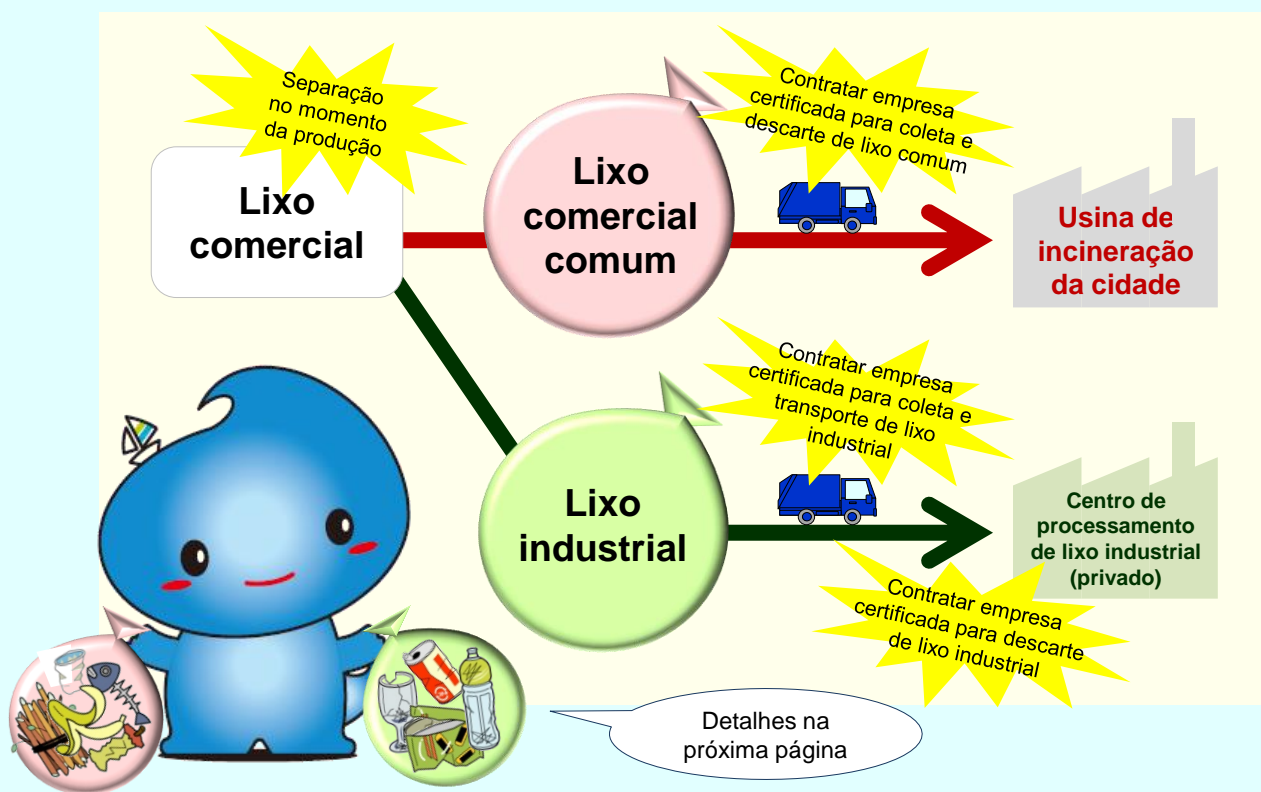 Separação
no momento
da produção
Lixo
comercial
Lixo
comercial
comum
Contratar empresa
certificada para coleta e
descarte de lixo comum
Usina de
incineração
da cidade
Lixo
industrial
Contratar empresa
certificada para coleta e
transporte de lixo
industrial
Centro de
processamento
de lixo industrial
(privado)
Contratar empresa
certificada para descarte
de lixo industrial
Detalhes na
próxima página